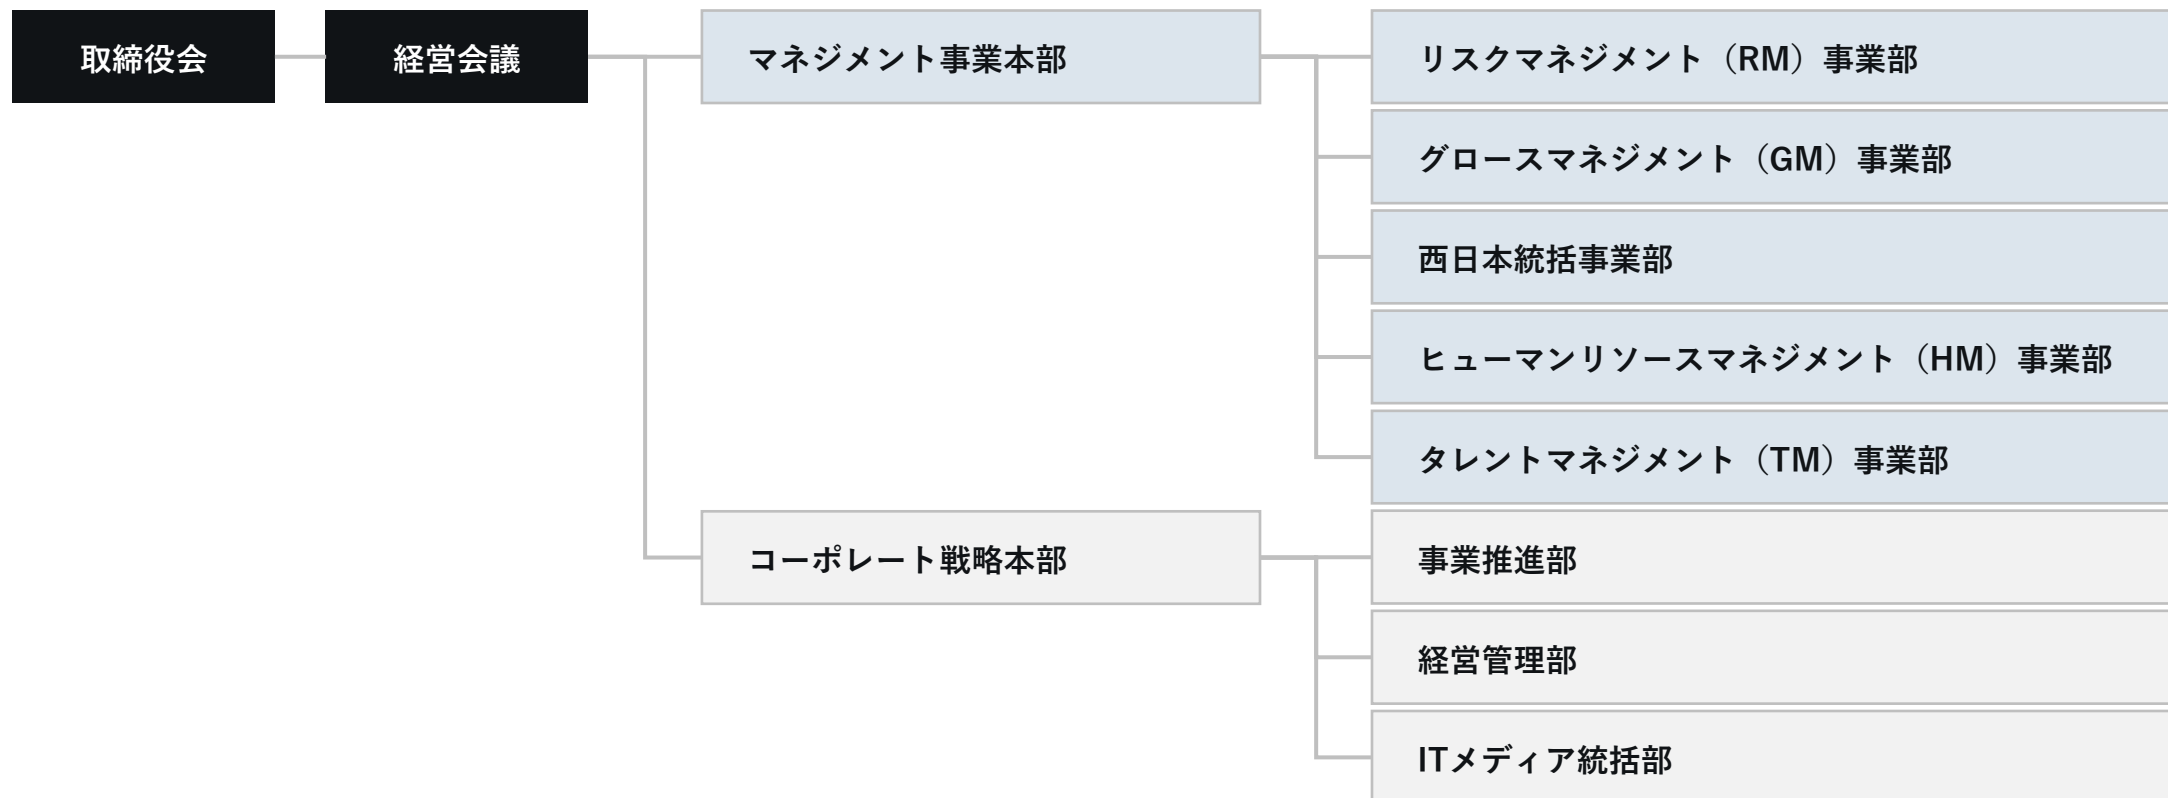 取締役会
経営会議
マネジメント事業本部
リスクマネジメント（RM）事業部
グロースマネジメント（GM）事業部
西日本統括事業部
ヒューマンリソースマネジメント（HM）事業部
タレントマネジメント（TM）事業部
コーポレート戦略本部
事業推進部
経営管理部
ITメディア統括部